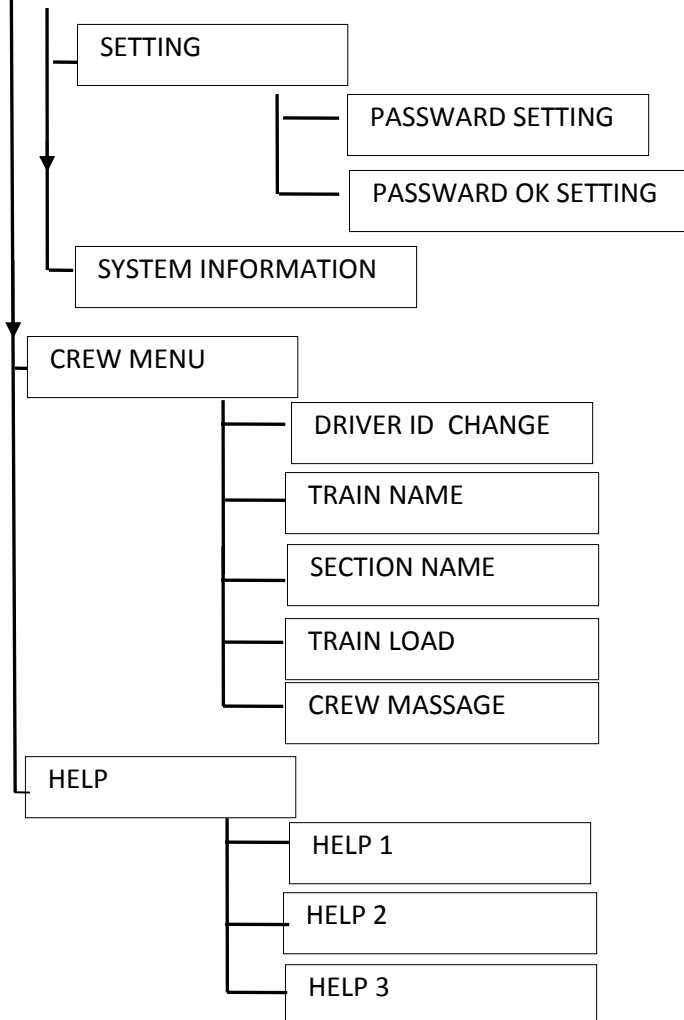 SETTING
PASSWARD SETTING
PASSWARD OK SETTING
SYSTEM INFORMATION
CREW MENU
DRIVER ID  CHANGE
TRAIN NAME
SECTION NAME
TRAIN LOAD
CREW MASSAGE
HELP
HELP 1
HELP 2
HELP 3